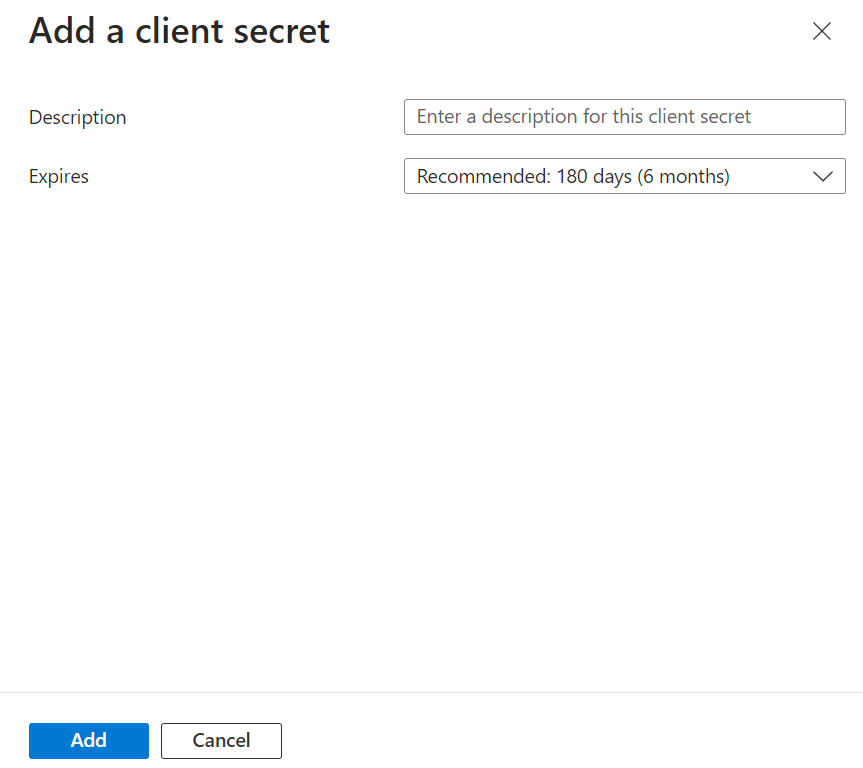 Add a client secret
Description
Enter a description for this client secret
Expires
Recommended: 180 days (6 months)
Add
Cancel